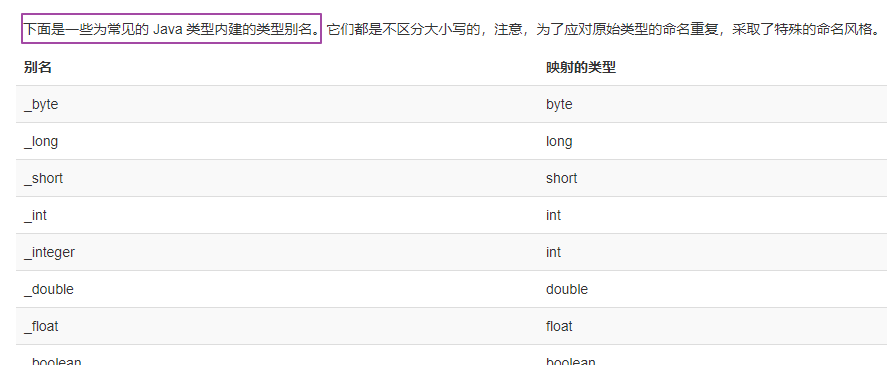 下面是一些为常见的 Java 类型内建的类型别名。它们都是不区分大小写的，注意，为了应对原始类型的命名重复，采取了特殊的命名风格。
别名 映射的类型
_byte byte
_long long
_short short
_int int
_integer int
_double double
_float float
_boolean boolean